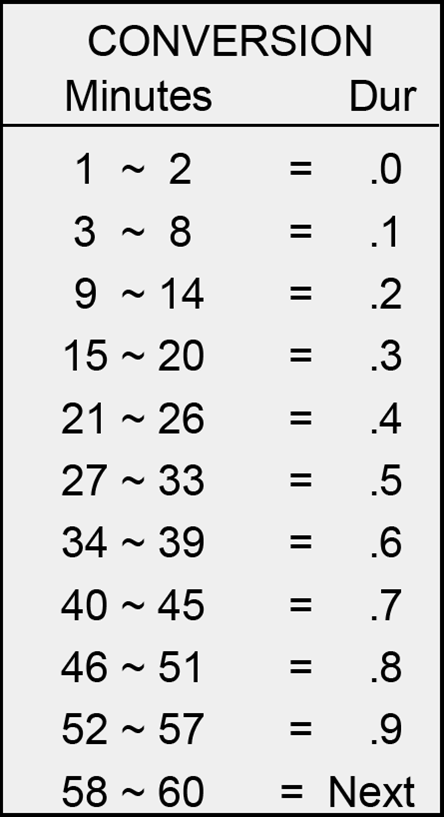 CONVERSION
Minutes Dur
1 ~ 2 = .0
3 ~ 8 = .1
9 ~ 14 = .2
15 ~ 20 = .3
21 ~ 26 = .4
27 ~ 33 = .5
34 ~ 39 = .6
40 ~ 45 = .7
46 ~ 51 = .8
52 ~ 57 = .9
58 ~ 60 = Next